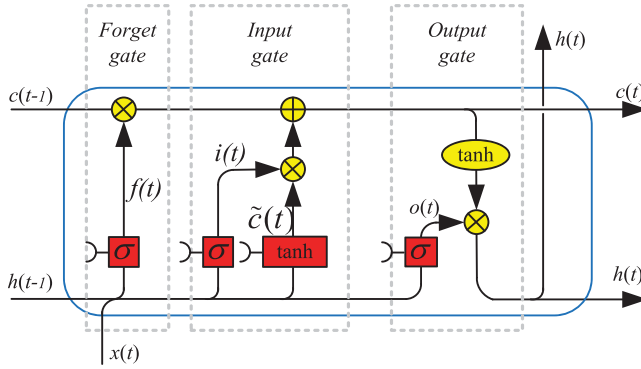 Forget gate
Input gate
Output gate
h(t)
c(t-1)
c(t)
i(t)
tanh
f(t)
c̃(t)
o(t)
σ
σ
tanh
σ
h(t-1)
h(t)
x(t)